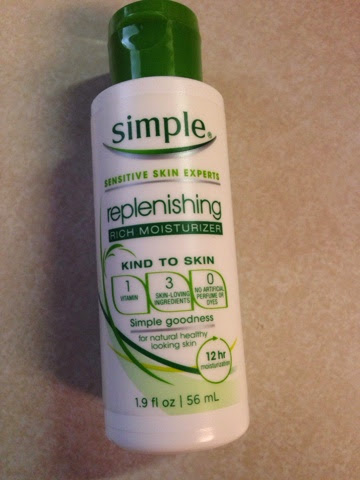 simple®
SENSITIVE SKIN EXPERTS
replenishing
RICH MOISTURIZER
KIND TO SKIN
1
VITAMIN
3
SKIN-LOVING
INGREDIENTS
0
NO ARTIFICIAL
PERFUME OR
DYES
Simple goodness
for natural healthy
looking skin
12 hr
moisturization
1.9 fl oz | 56 mL